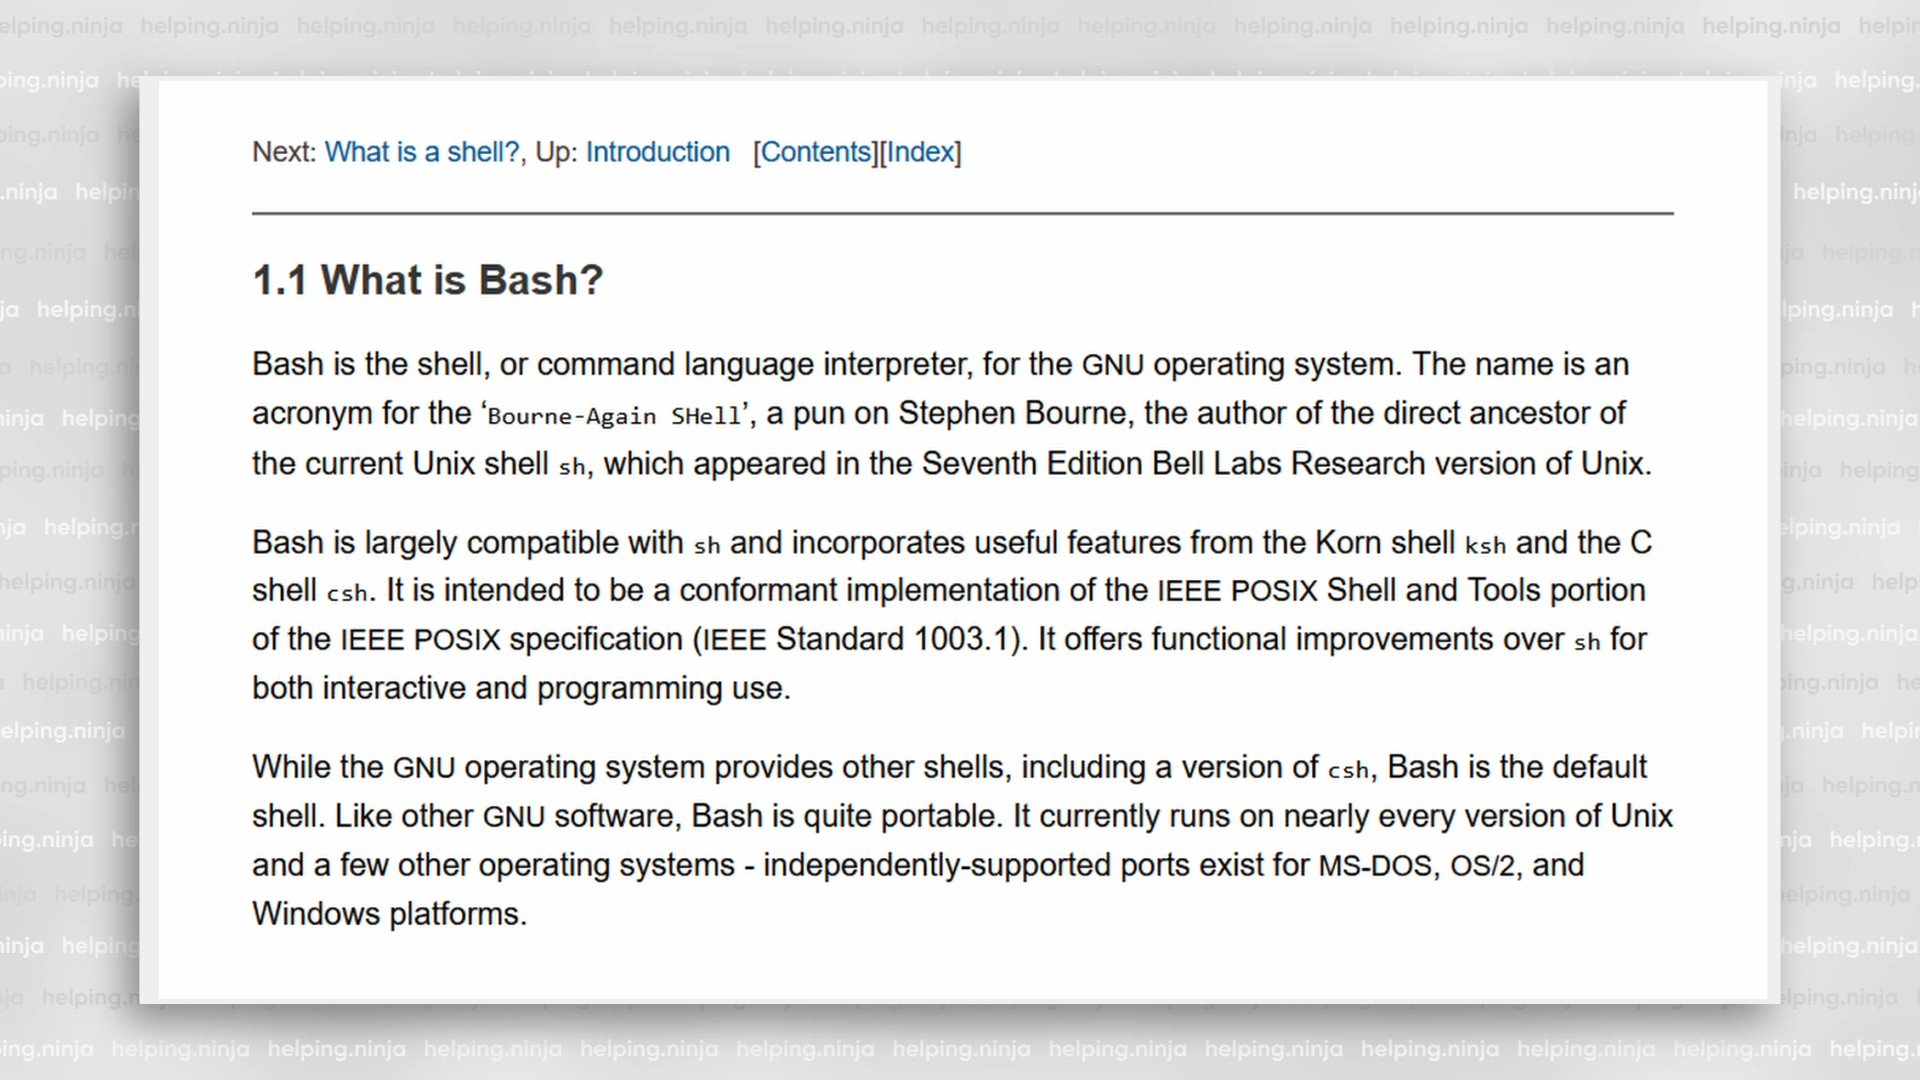 Next: What is a shell?, Up: Introduction [Contents][Index]
1.1 What is Bash?
Bash is the shell, or command language interpreter, for the GNU operating system. The name is an
acronym for the ‘Bourne-Again SHell’, a pun on Stephen Bourne, the author of the direct ancestor of
the current Unix shell sh, which appeared in the Seventh Edition Bell Labs Research version of Unix.
Bash is largely compatible with sh and incorporates useful features from the Korn shell ksh and the C
shell csh. It is intended to be a conformant implementation of the IEEE POSIX Shell and Tools portion
of the IEEE POSIX specification (IEEE Standard 1003.1). It offers functional improvements over sh for
both interactive and programming use.
While the GNU operating system provides other shells, including a version of csh, Bash is the default
shell. Like other GNU software, Bash is quite portable. It currently runs on nearly every version of Unix
and a few other operating systems - independently-supported ports exist for MS-DOS, OS/2, and
Windows platforms.
helping.ninja